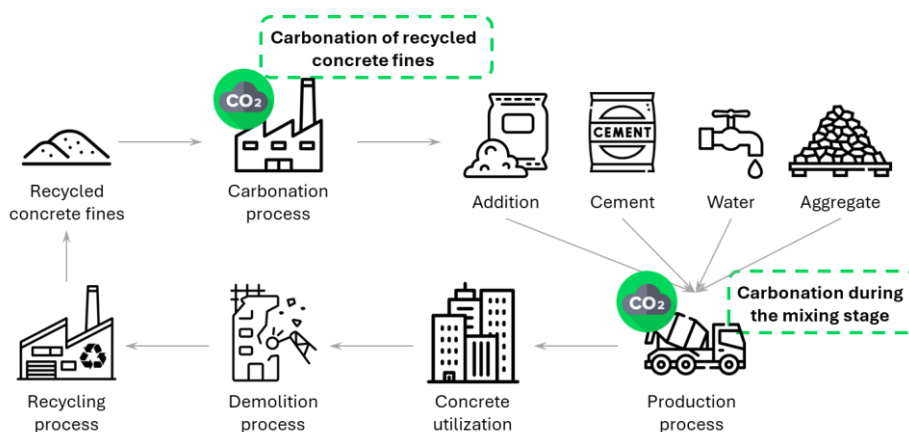 Carbonation of recycled
concrete fines
CO₂
CEMENT
Recycled
concrete fines
Carbonation
process
Addition
Cement
Water
Aggregate
CO₂
Carbonation during
the mixing stage
Recycling
process
Demolition
process
Concrete
utilization
Production
process